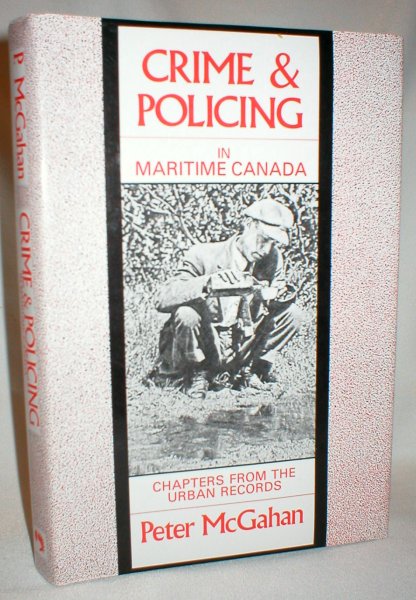 CRIME &
POLICING
IN
MARITIME CANADA
CHAPTERS FROM THE
URBAN RECORDS
Peter McGahan
P. McGahan
CRIME & POLICING